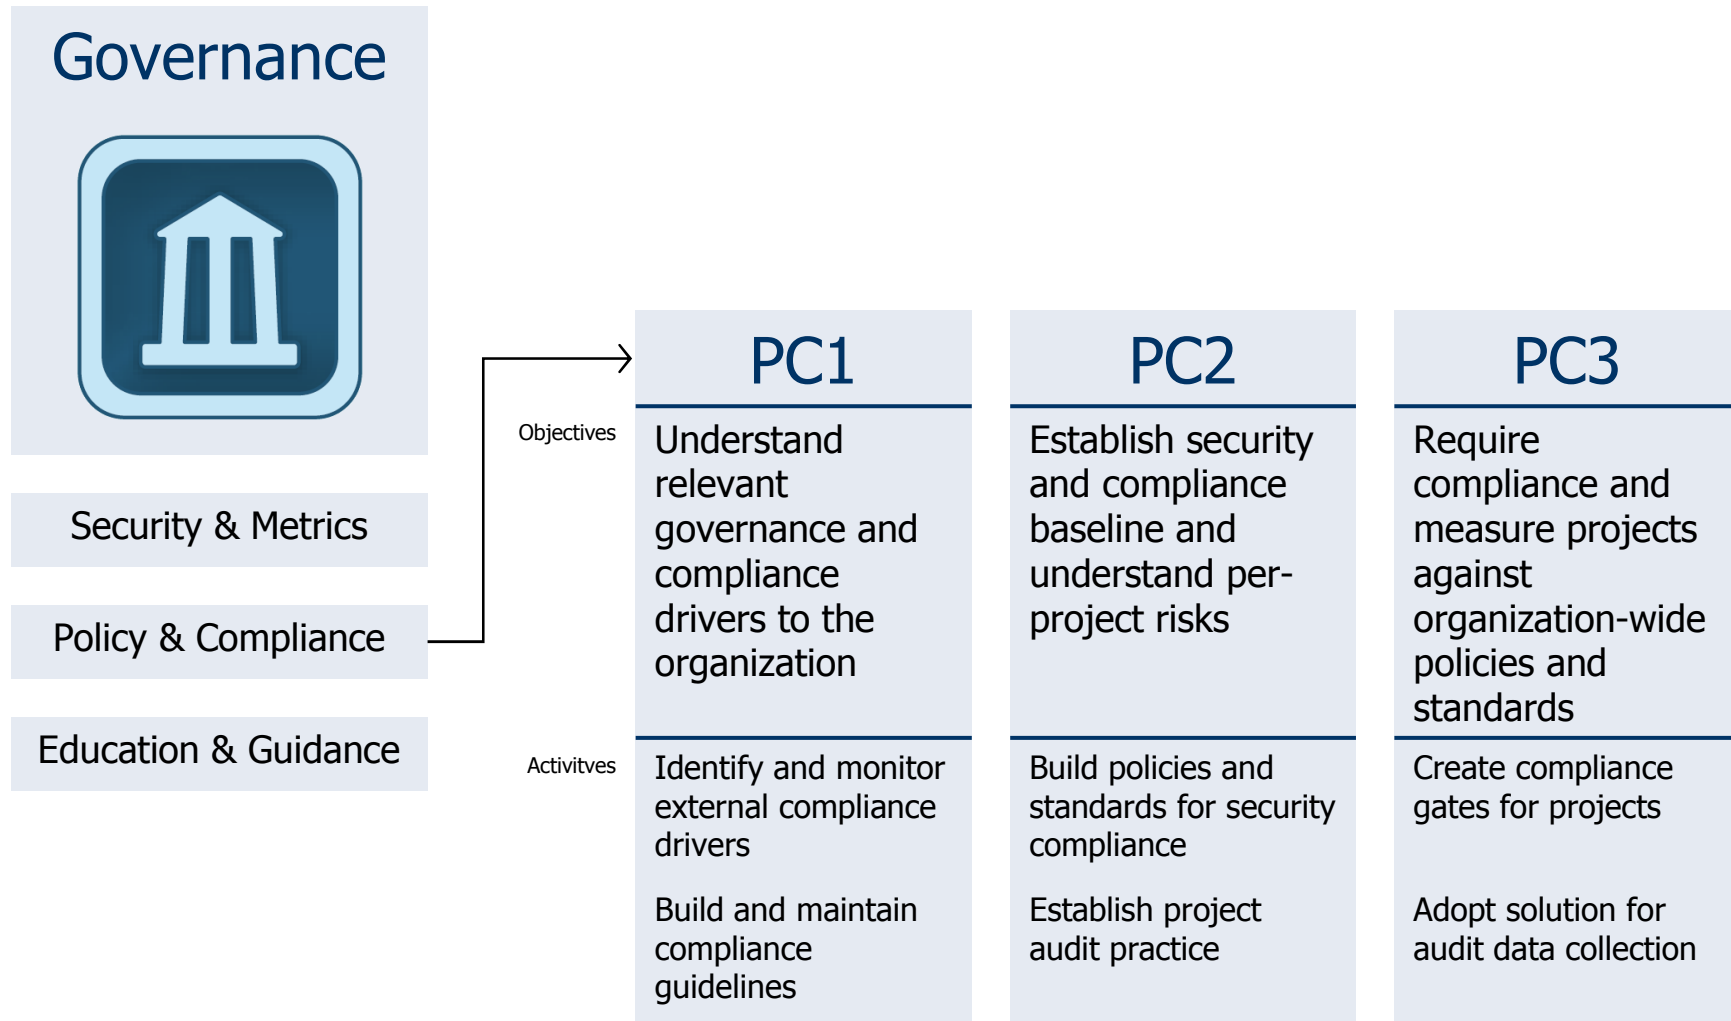 Governance
Security & Metrics
Policy & Compliance
Education & Guidance
PC1
PC2
PC3
Objectives
Understand
relevant
governance and
compliance
drivers to the
organization
Establish security
and compliance
baseline and
understand per-
project risks
Require
compliance and
measure projects
against
organization-wide
policies and
standards
Activitves
Identify and monitor
external compliance
drivers
Build and maintain
compliance
guidelines
Build policies and
standards for security
compliance
Establish project
audit practice
Create compliance
gates for projects
Adopt solution for
audit data collection